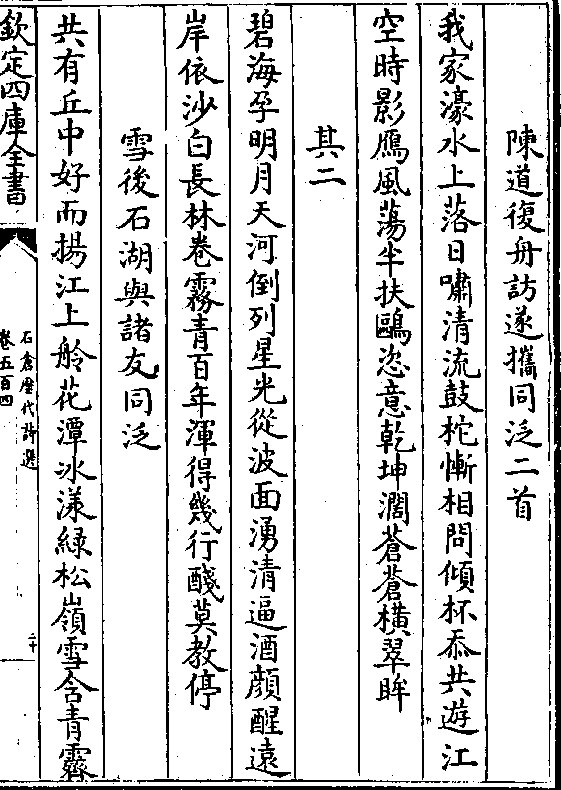 陳道復舟訪遂攜同泛二首
我家濠水上落日嘯清流鼓柁慚相問傾杯忝共遊江
空時影鴈風蕩半扶鷗恣意乾坤濶蒼蒼橫翠眸
其二
碧海孕明月天河倒列星光從波面湧清逼酒顔醒遠
岸依沙白長林卷霧青百年渾得幾行醆莫教停
雪後石湖與諸友同泛
共有丘中好而揚江上舲花潭冰漾緑松嶺雪含青霽
欽定四庫全書
石倉歷代詩選
卷五百四
二十